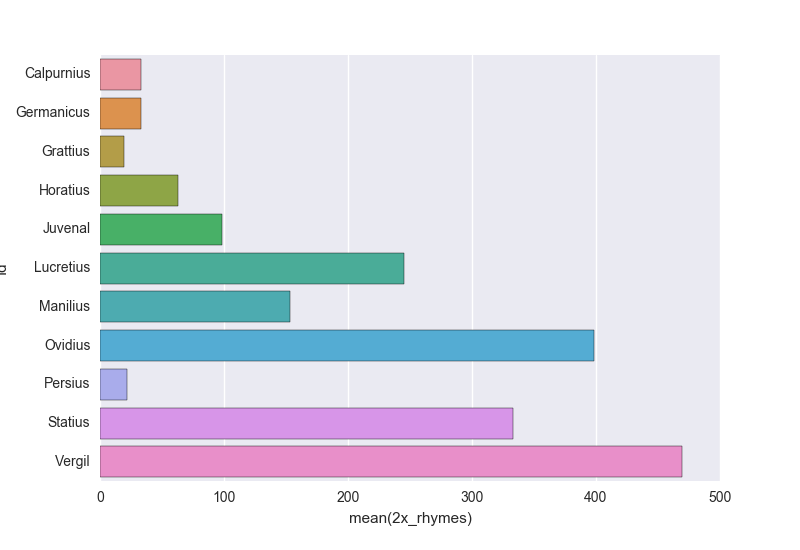 Calpurnius
Germanicus
Grattius
Horatius
Juvenal
Lucretius
Manilius
Ovidius
Persius
Statius
Vergil
0 100 200 300 400 500
mean(2x_rhymes)